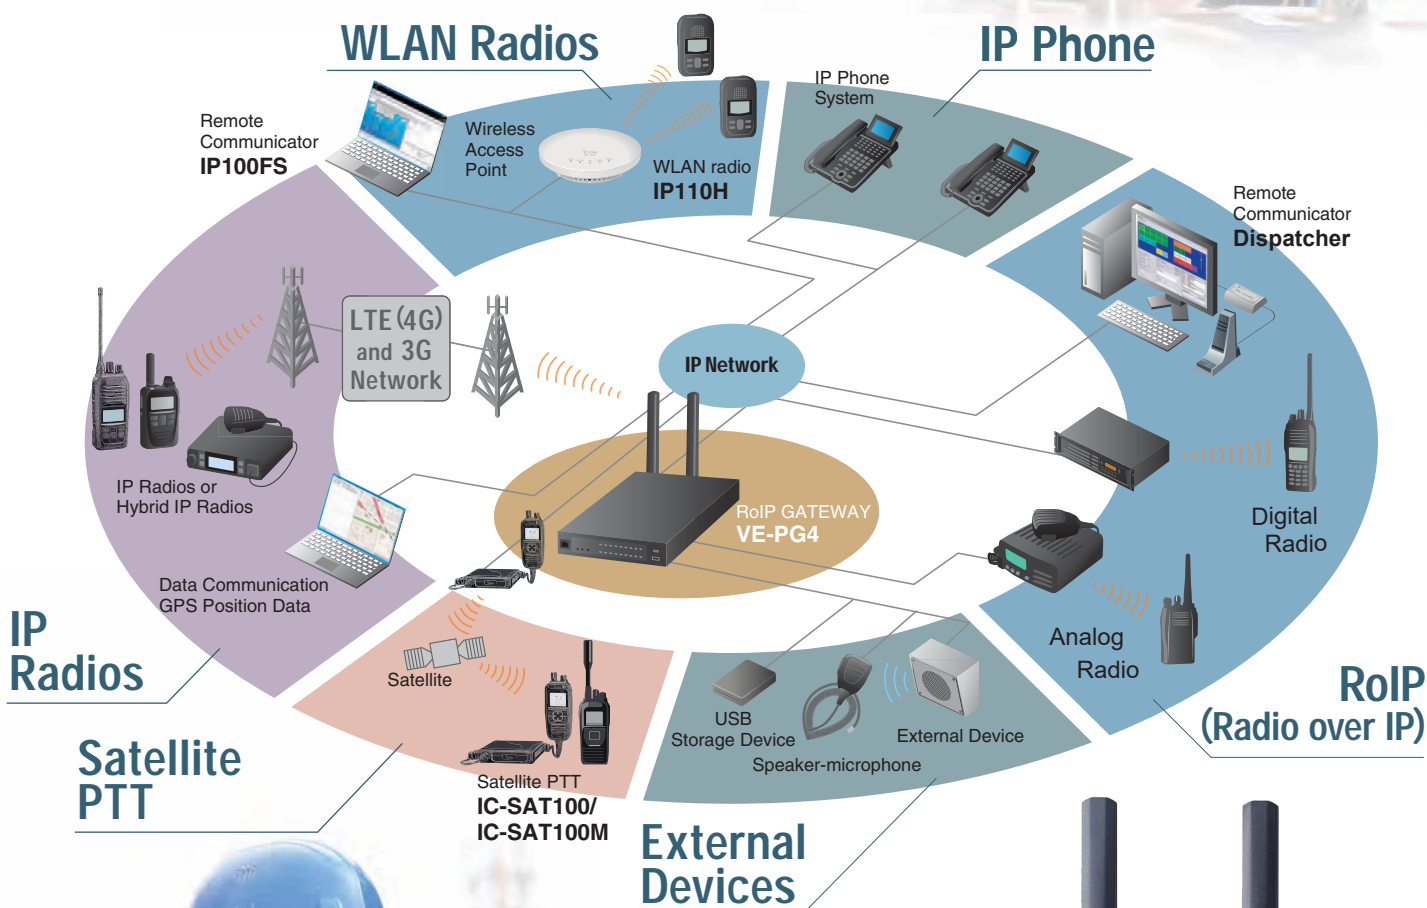 WLAN Radios
IP Phone
Remote
Communicator
IP100FS
Wireless
Access
Point
WLAN radio
IP110H
IP Phone
System
Remote
Communicator
Dispatcher
LTE (4G)
and 3G
Network
IP Network
IP Radios or
Hybrid IP Radios
RoIP GATEWAY
VE-PG4
Digital
Radio
Data Communication
GPS Position Data
Analog
Radio
IP
Radios
Satellite
USB
Storage Device
Speaker-microphone
External Device
RoIP
(Radio over IP)
Satellite
PTT
Satellite PTT
IC-SAT100/
IC-SAT100M
External
Devices